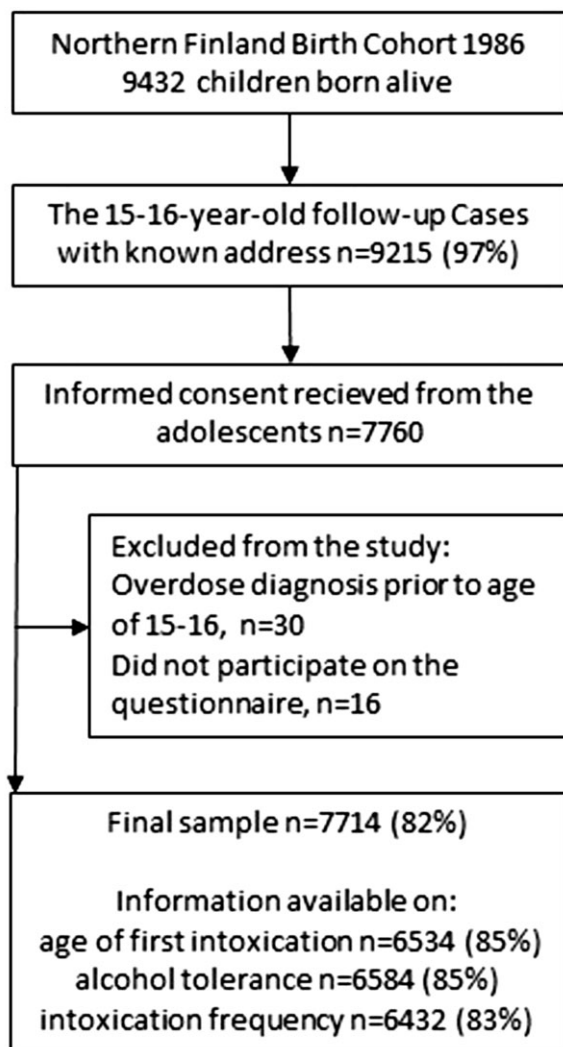 Northern Finland Birth Cohort 1986
9432 children born alive
The 15-16-year-old follow-up Cases
with known address n=9215 (97%)
Informed consent recieved from the
adolescents n=7760
Excluded from the study:
Overdose diagnosis prior to age
of 15-16, n=30
Did not participate on the
questionnaire, n=16
Final sample n=7714 (82%)
Information available on:
age of first intoxication n=6534 (85%)
alcohol tolerance n=6584 (85%)
intoxication frequency n=6432 (83%)